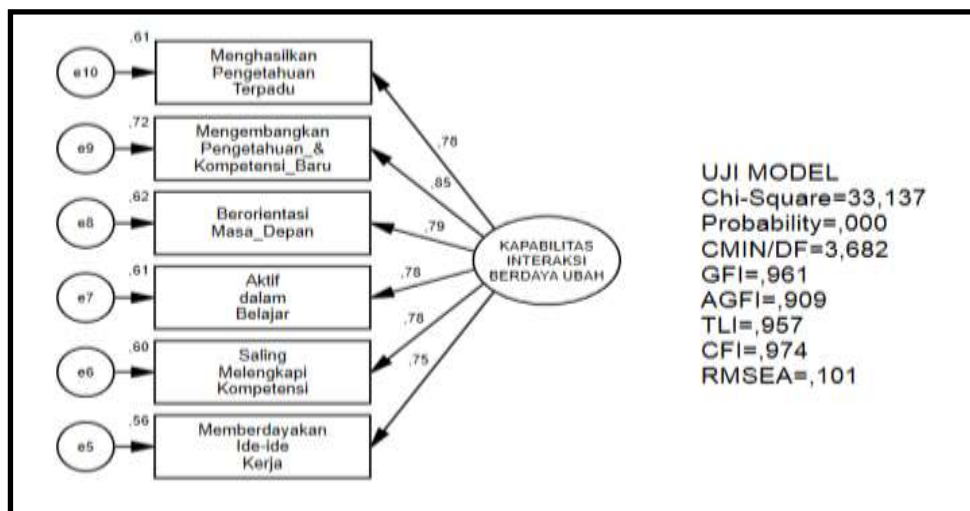 .61
e10
Menghasilkan
Pengetahuan
Terpadu
.78
.72
e9
Mengembangkan
Pengetahuan_&
Kompetensi_Baru
.85
.62
e8
Berorientasi
Masa_Depan
.79
KAPABILITAS
INTERAKSI
BERDAYA UBAH
.61
e7
Aktif
dalam
Belajar
.78
.60
e6
Saling
Melengkapi
Kompetensi
.78
.56
e5
Memberdayakan
Ide-ide
Kerja
.75
UJI MODEL
Chi-Square=33,137
Probability=,000
CMIN/DF=3,682
GFI=,961
AGFI=,909
TLI=,957
CFI=,974
RMSEA=,101